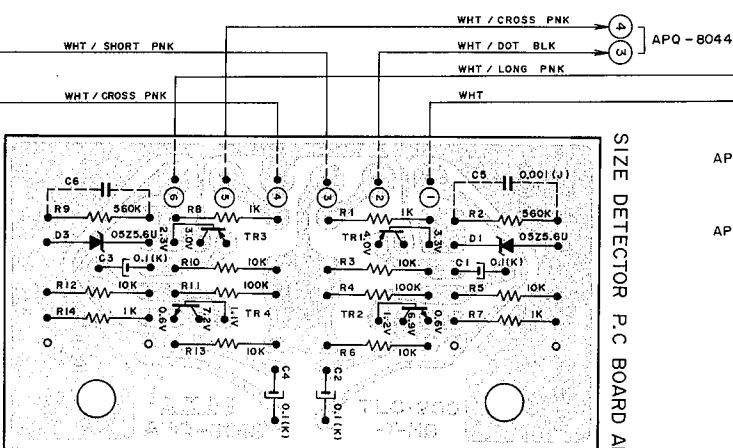 WHT / CROSS PNK
4
APQ-8044
WHT / SHORT PNK
WHT / DOT BLK
3
WHT / LONG PNK
WHT / CROSS PNK
WHT
SIZE DETECTOR P.C BOARD A
AP
AP
C6
6
5
4
3
2
1
C5
0.001(J)
R9
560K
R8
1K
R1
1K
R2
560K
D3
05Z5.6U
2.3V
3.0V
TR3
TR1
4.0V
3.3V
D1
05Z5.6U
C3
0.1(K)
R10
10K
R3
10K
C1
0.1(K)
R12
10K
R11
100K
R4
100K
R5
10K
R14
1K
0.6V
7.2V
1.1V
TR4
TR2
1.2V
6.9V
0.6V
R7
1K
R13
10K
R6
10K
C4
0.1(K)
C2
0.1(K)